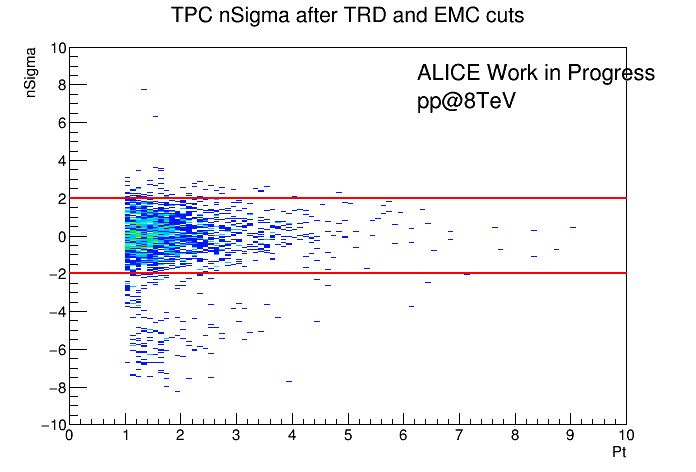 TPC nSigma after TRD and EMC cuts
nSigma
ALICE Work in Progress
pp@8TeV
10
8
6
4
2
0
−2
−4
−6
−8
−10
0 1 2 3 4 5 6 7 8 9 10
Pt